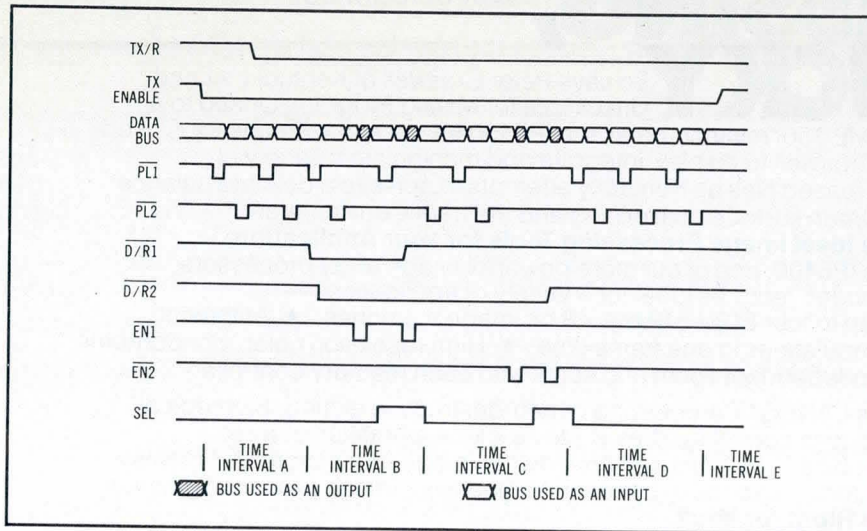 TX/R
TX
ENABLE
DATA
BUS
PL1
PL2
D/R1
D/R2
EN1
EN2
SEL
TIME
INTERVAL A
TIME
INTERVAL B
TIME
INTERVAL C
TIME
INTERVAL D
TIME
INTERVAL E
BUS USED AS AN OUTPUT
BUS USED AS AN INPUT